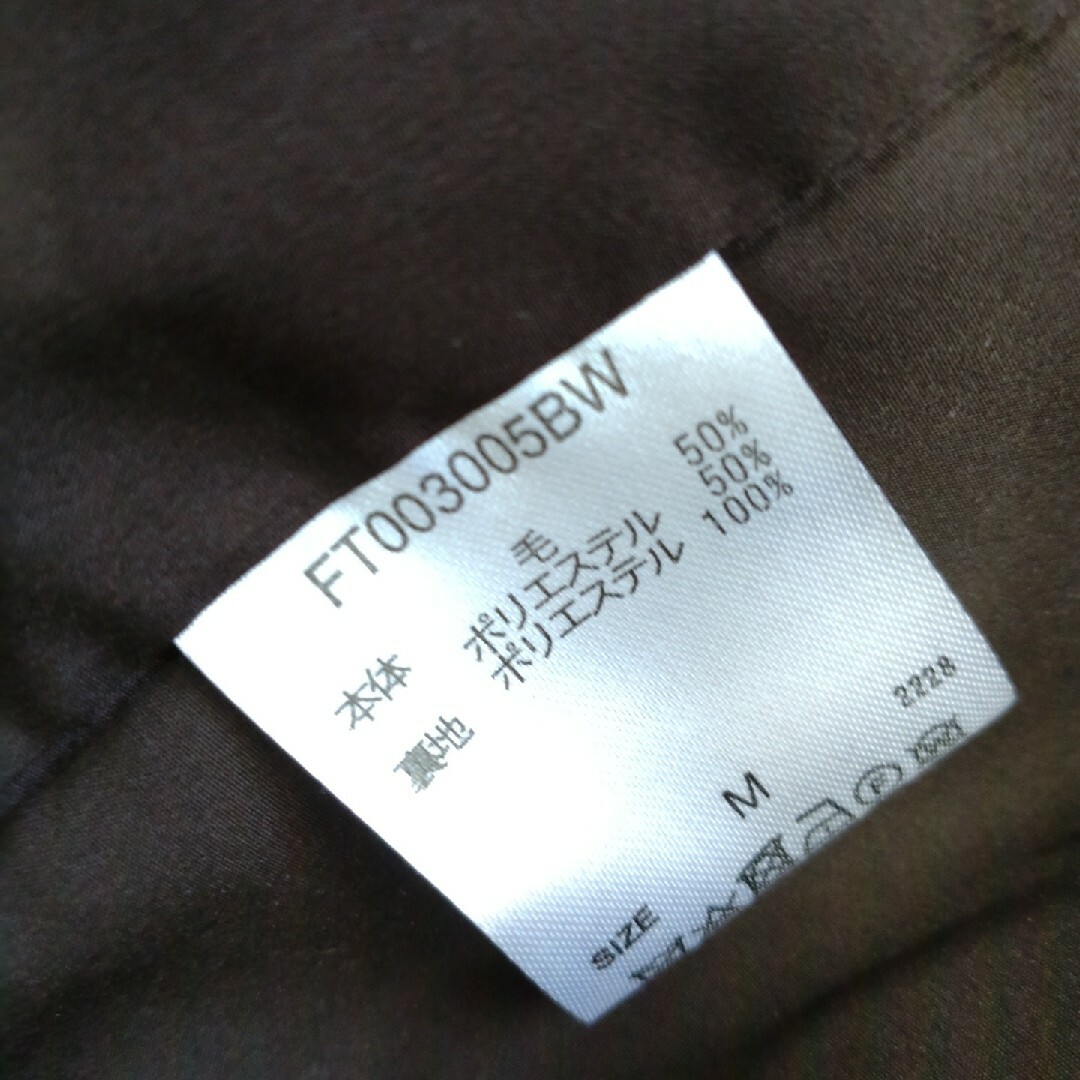 FT003005BW
本体 毛 50%
ポリエステル 50%
裏地 ポリエステル 100%
2228
SIZE M